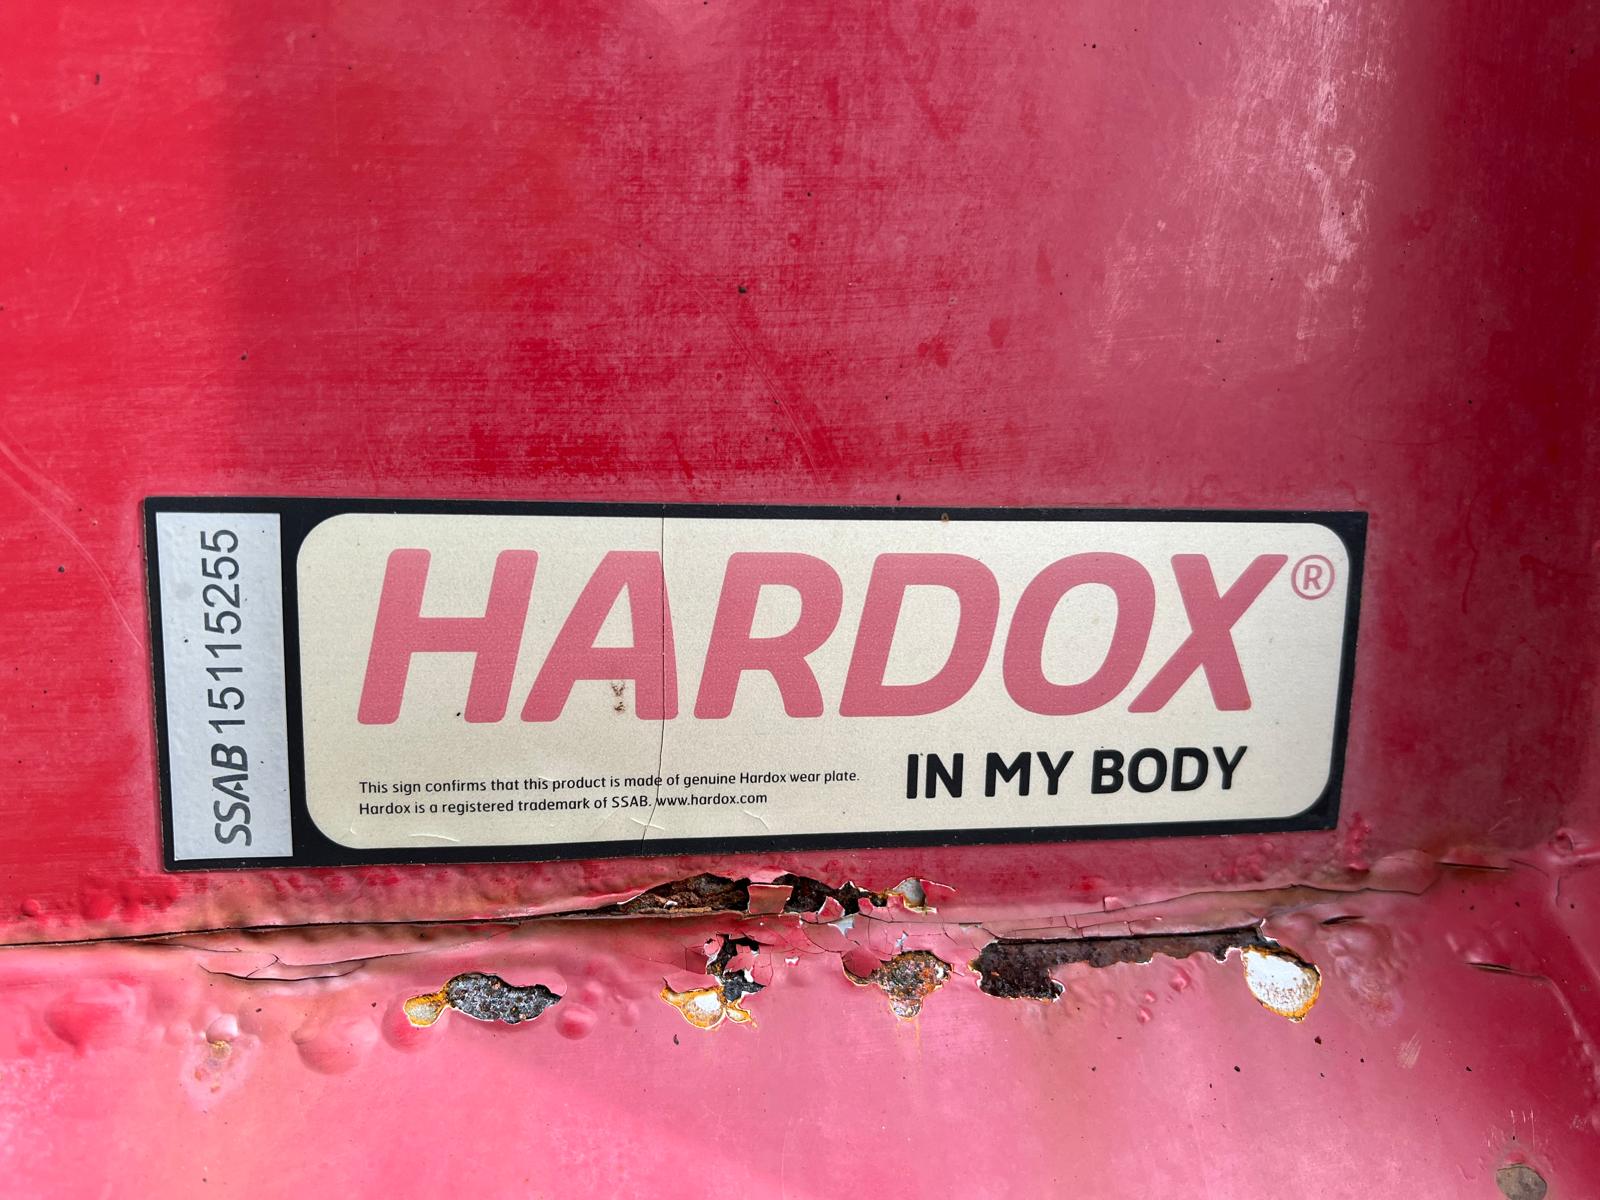 SSAB 15115255
HARDOX®
IN MY BODY
This sign confirms that this product is made of genuine Hardox wear plate.
Hardox is a registered trademark of SSAB. www.hardox.com